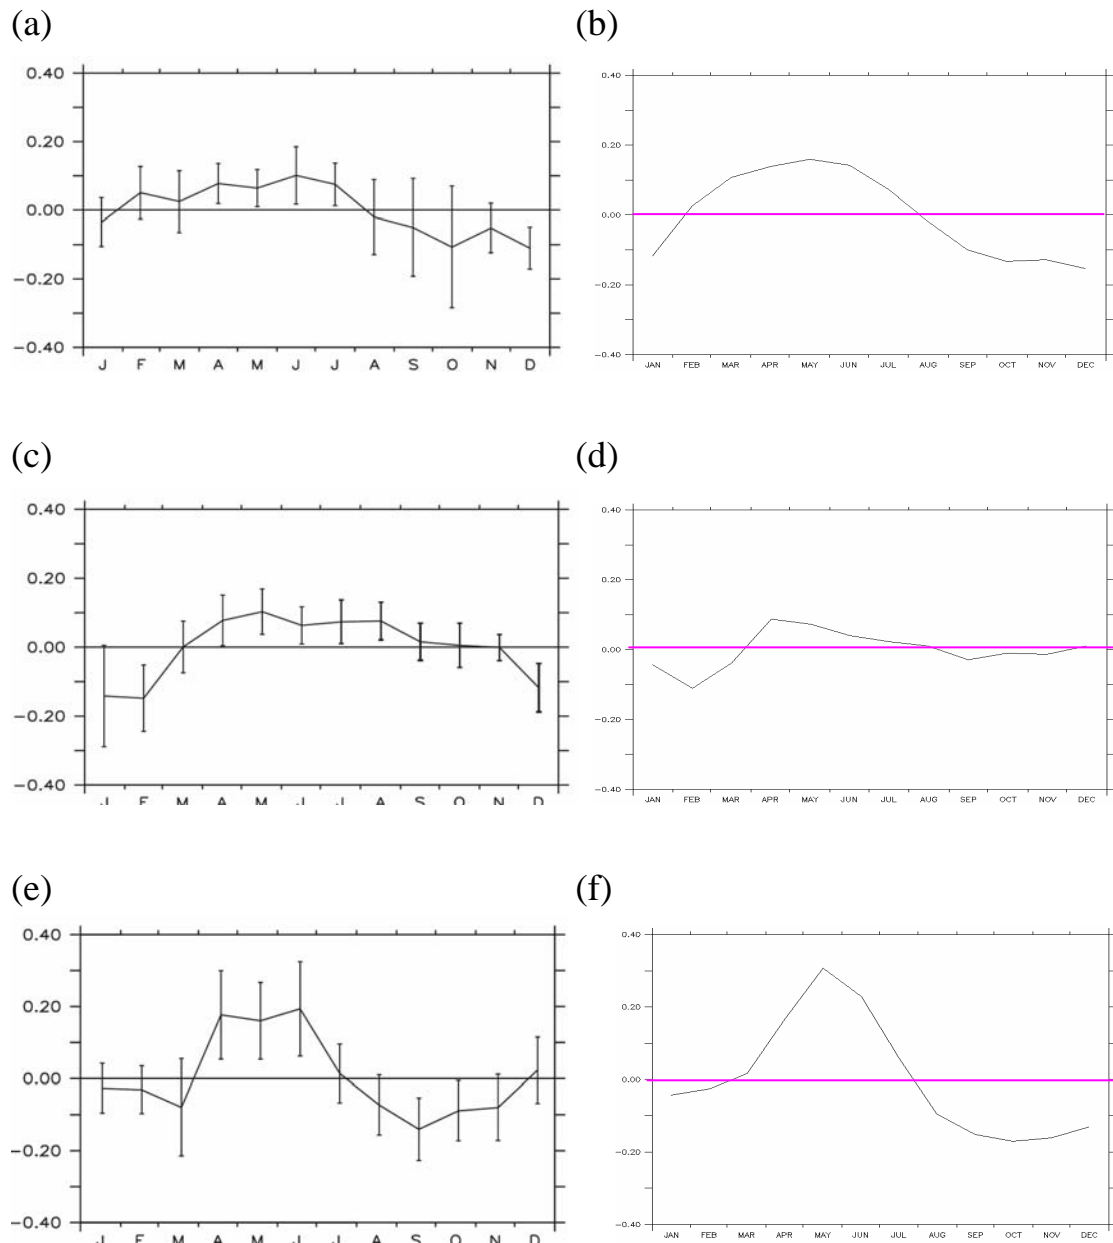 (a)
0.40
0.20
0.00
−0.20
−0.40
J F M A M J J A S O N D
(b)
0.40
0.20
0.00
−0.20
−0.40
JAN FEB MAR APR MAY JUN JUL AUG SEP OCT NOV DEC
(c)
0.40
0.20
0.00
−0.20
−0.40
J F M A M J J A S O N D
(d)
0.40
0.20
0.00
−0.20
−0.40
JAN FEB MAR APR MAY JUN JUL AUG SEP OCT NOV DEC
(e)
0.40
0.20
0.00
−0.20
−0.40
J F M A M J J A S O N D
(f)
0.40
0.20
0.00
−0.20
−0.40
JAN FEB MAR APR MAY JUN JUL AUG SEP OCT NOV DEC